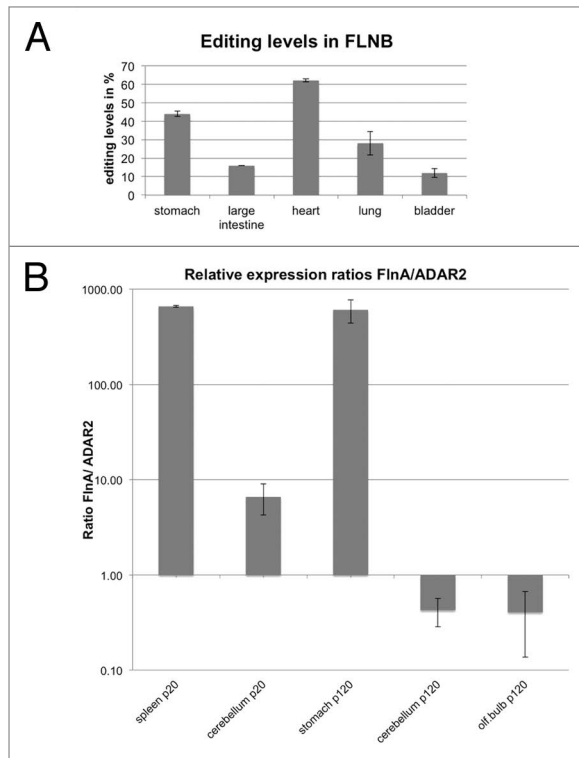 A
Editing levels in FLNB
editing levels in %
70
60
50
40
30
20
10
0
stomach
large
intestine
heart
lung
bladder
B
Relative expression ratios FlnA/ADAR2
Ratio FlnA/ ADAR2
1000.00
100.00
10.00
1.00
0.10
spleen p20
cerebellum p20
stomach p120
cerebellum p120
olf.bulb p120